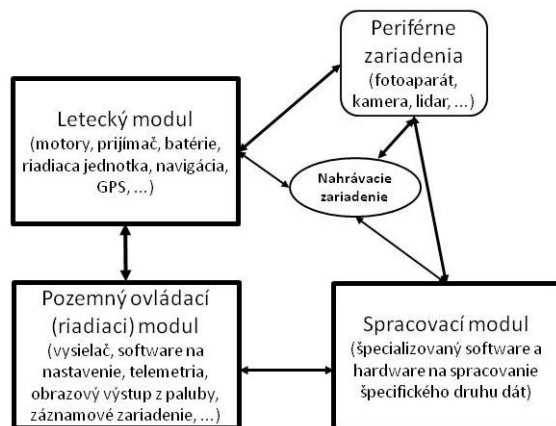 Periférne
zariadenia
(fotoaparát,
kamera, lidar, ...)
Letecký modul
(motory, prijímač, batérie,
riadiaca jednotka, navigácia,
GPS, ...)
Nahrávacie
zariadenie
Pozemný ovládací
(riadiaci) modul
(vysielač, software na
nastavenie, telemetria,
obrazový výstup z paluby,
záznamové zariadenie, ...)
Spracovací modul
(špecializovaný software a
hardware na spracovanie
špecifického druhu dát)